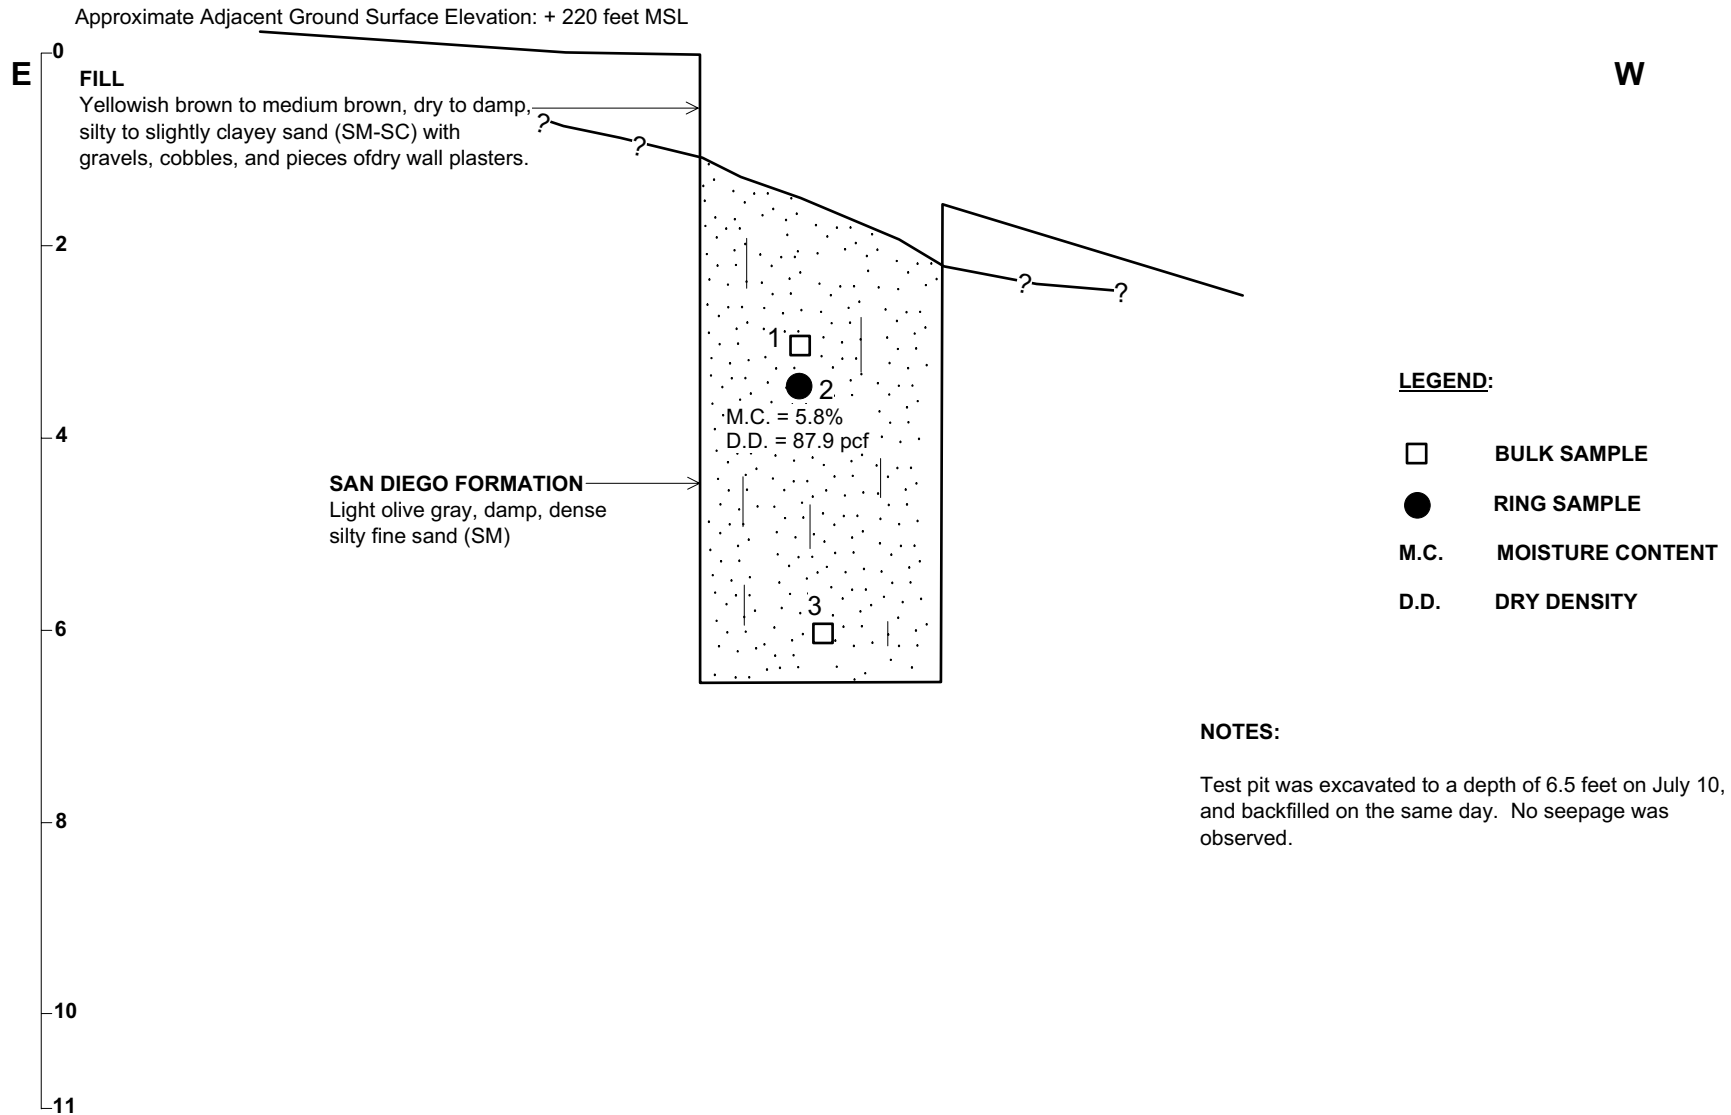 Approximate Adjacent Ground Surface Elevation: + 220 feet MSL
0
E
W
FILL
Yellowish brown to medium brown, dry to damp,
silty to slightly clayey sand (SM-SC) with
gravels, cobbles, and pieces ofdry wall plasters.
?
?
2
?
?
1
2
M.C. = 5.8%
D.D. = 87.9 pcf
4
SAN DIEGO FORMATION
Light olive gray, damp, dense
silty fine sand (SM)
3
6
LEGEND:
BULK SAMPLE
RING SAMPLE
M.C. MOISTURE CONTENT
D.D. DRY DENSITY
NOTES:
Test pit was excavated to a depth of 6.5 feet on July 10,
and backfilled on the same day. No seepage was
observed.
8
10
11